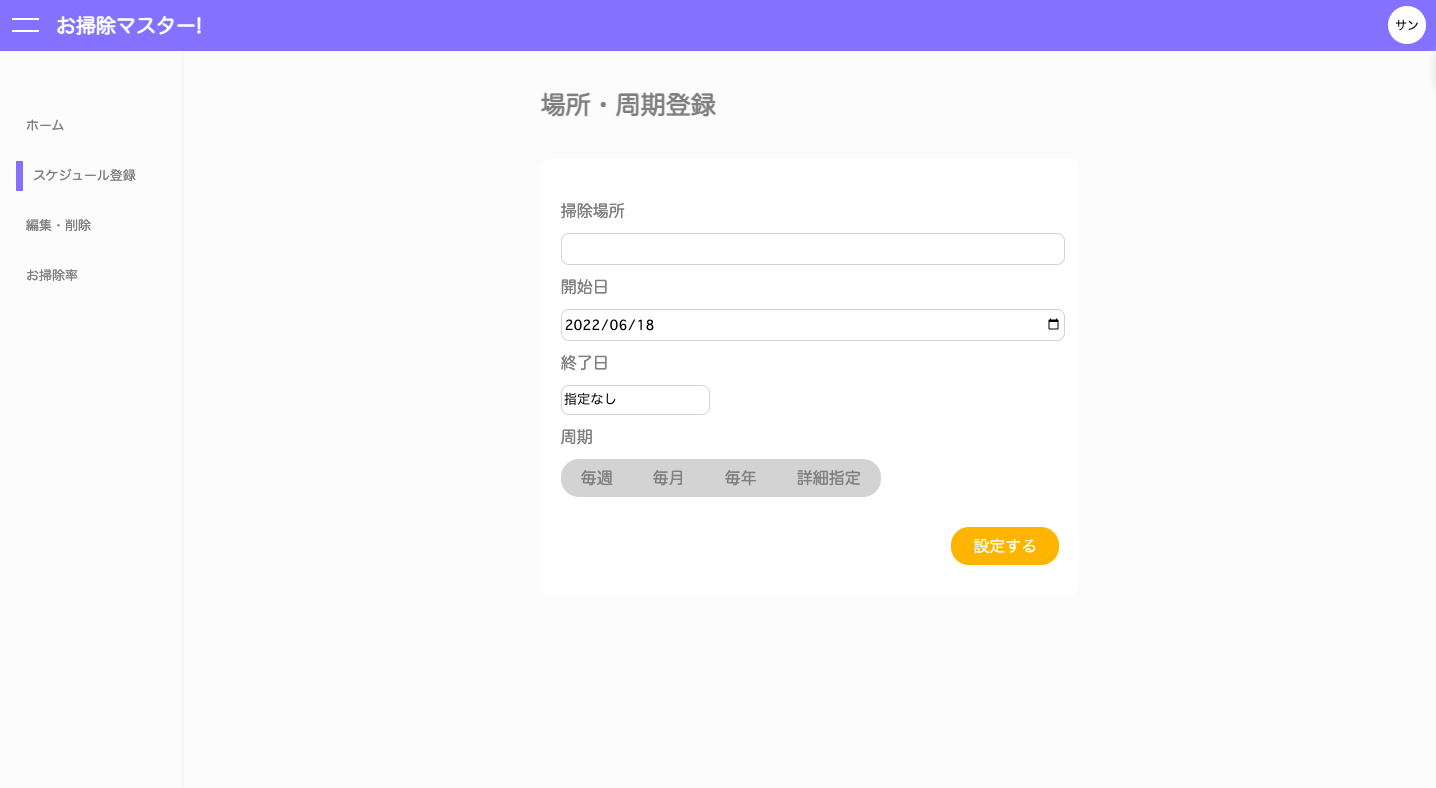 お掃除マスター!
サン
ホーム
スケジュール登録
編集・削除
お掃除率
場所・周期登録
掃除場所
開始日
2022/06/18
終了日
指定なし
周期
毎週 毎月 毎年 詳細指定
設定する